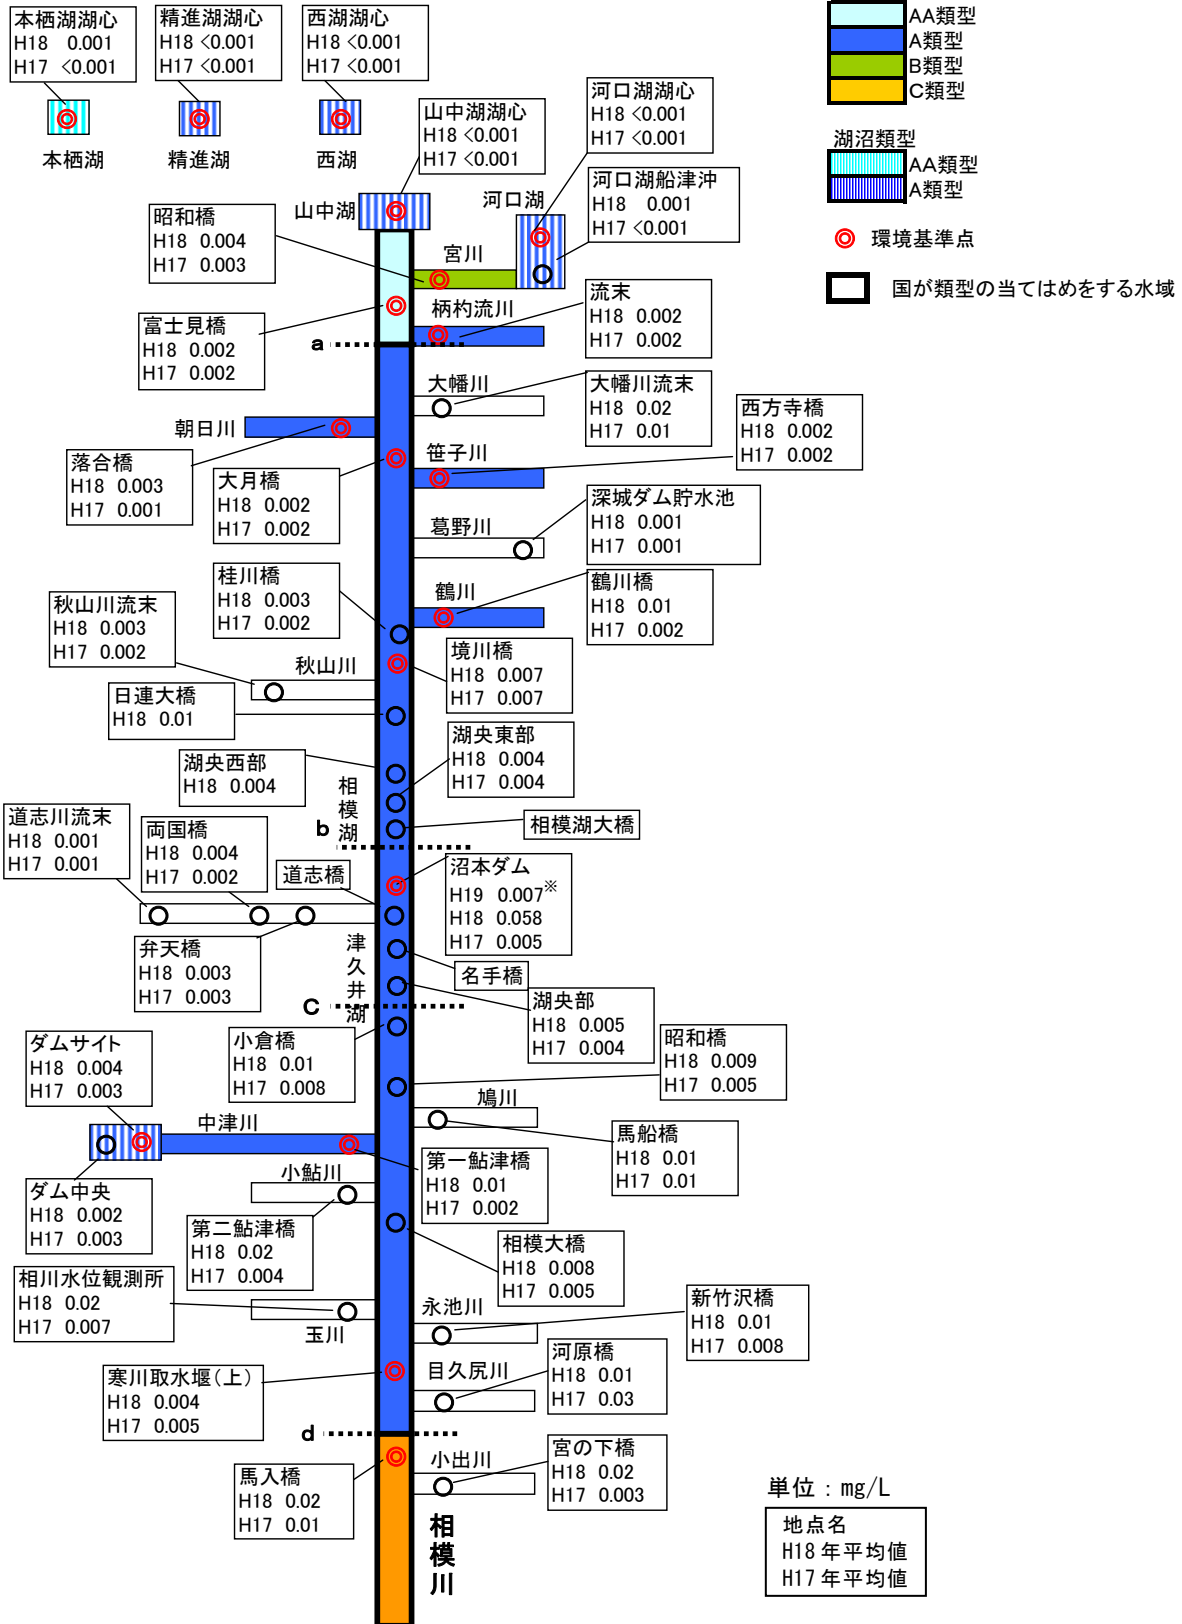 本栖湖湖心
H18 0.001
H17 <0.001
精進湖湖心
H18 <0.001
H17 <0.001
西湖湖心
H18 <0.001
H17 <0.001
AA類型
A類型
B類型
C類型
本栖湖
精進湖
西湖
山中湖湖心
H18 <0.001
H17 <0.001
河口湖湖心
H18 <0.001
H17 <0.001
湖沼類型
AA類型
A類型
環境基準点
国が類型の当てはめをする水域
山中湖
河口湖
河口湖船津沖
H18 0.001
H17 <0.001
昭和橋
H18 0.004
H17 0.003
宮川
富士見橋
H18 0.002
H17 0.002
柄杓流川
流末
H18 0.002
H17 0.002
a
大幡川
大幡川流末
H18 0.02
H17 0.01
西方寺橋
H18 0.002
H17 0.002
朝日川
落合橋
H18 0.003
H17 0.001
大月橋
H18 0.002
H17 0.002
笹子川
葛野川
深城ダム貯水池
H18 0.001
H17 0.001
桂川橋
H18 0.003
H17 0.002
鶴川
鶴川橋
H18 0.01
H17 0.002
秋山川流末
H18 0.003
H17 0.002
秋山川
境川橋
H18 0.007
H17 0.007
日連大橋
H18 0.01
湖央西部
H18 0.004
湖央東部
H18 0.004
H17 0.004
相模湖
b
相模湖大橋
道志川流末
H18 0.001
H17 0.001
両国橋
H18 0.004
H17 0.002
道志橋
沼本ダム
H19 0.007※
H18 0.058
H17 0.005
弁天橋
H18 0.003
H17 0.003
津久井湖
名手橋
c
湖央部
H18 0.005
H17 0.004
小倉橋
H18 0.01
H17 0.008
昭和橋
H18 0.009
H17 0.005
ダムサイト
H18 0.004
H17 0.003
中津川
鳩川
馬船橋
H18 0.01
H17 0.01
ダム中央
H18 0.002
H17 0.003
小鮎川
第一鮎津橋
H18 0.01
H17 0.002
第二鮎津橋
H18 0.02
H17 0.004
相模大橋
H18 0.008
H17 0.005
相川水位観測所
H18 0.02
H17 0.007
玉川
永池川
新竹沢橋
H18 0.01
H17 0.008
寒川取水堰(上)
H18 0.004
H17 0.005
目久尻川
河原橋
H18 0.01
H17 0.03
d
馬入橋
H18 0.02
H17 0.01
小出川
宮の下橋
H18 0.02
H17 0.003
相模川
単位：mg/L
地点名
H18年平均値
H17年平均値